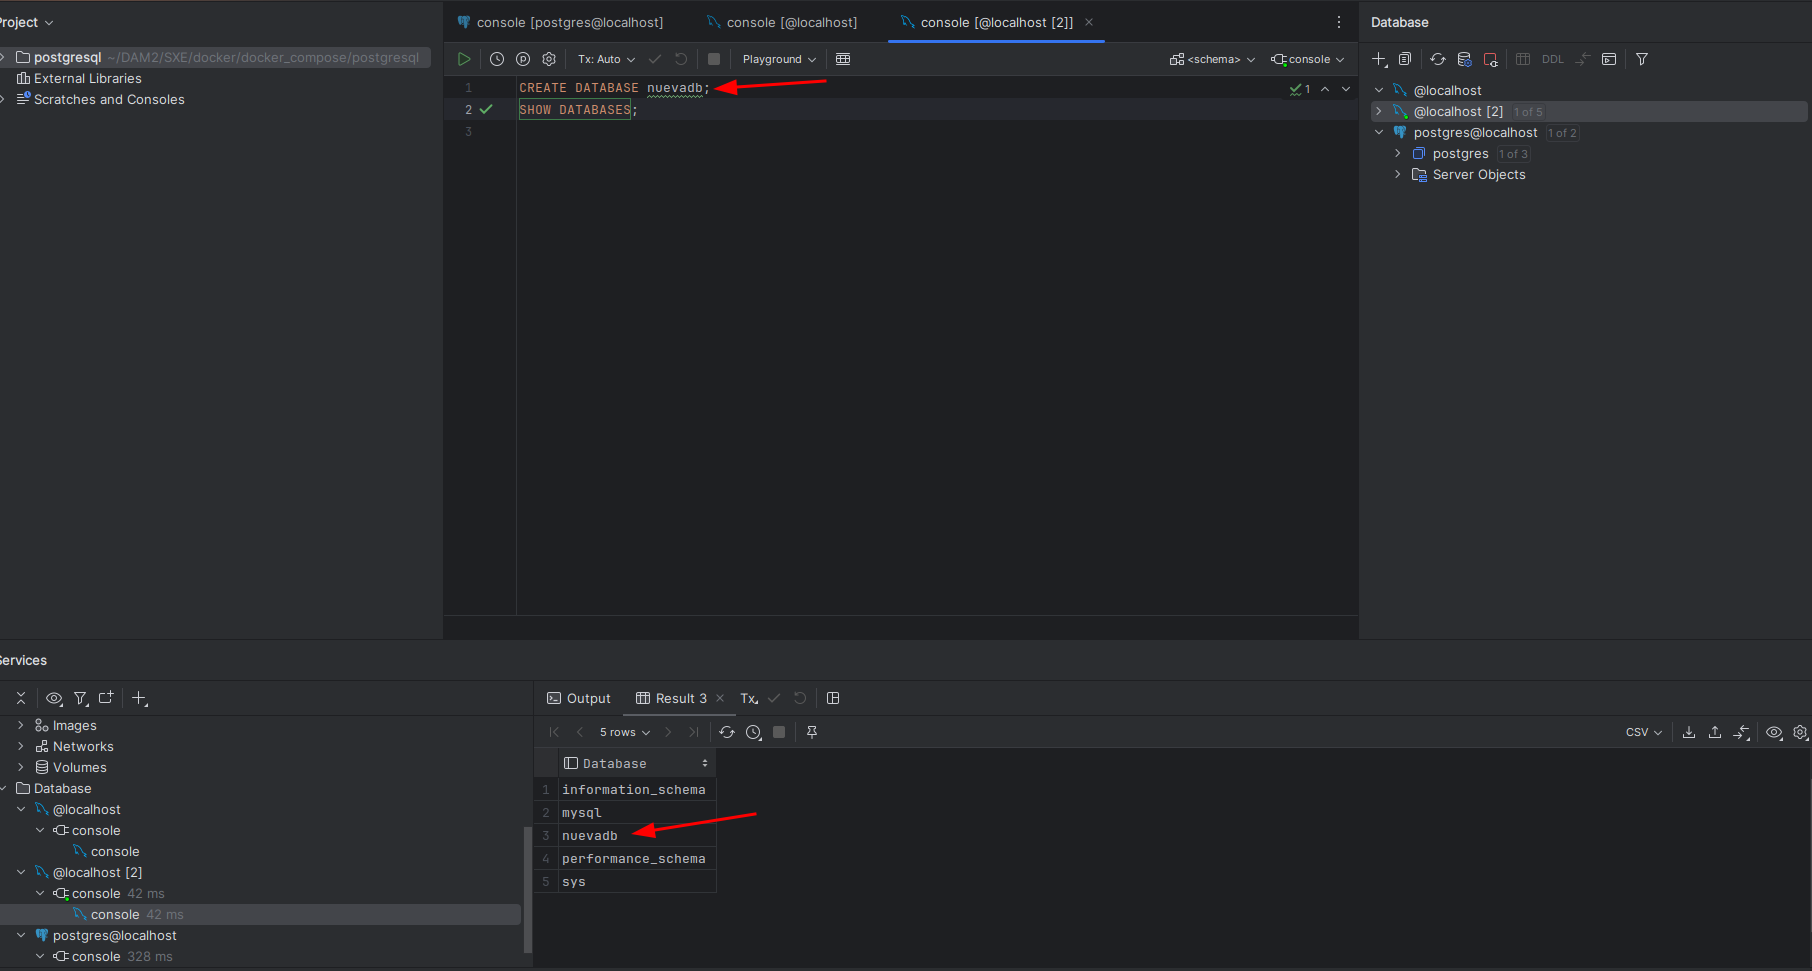 Project
postgresql ~/DAM2/SXE/docker/docker_compose/postgresql
External Libraries
Scratches and Consoles
console [postgres@localhost]
console [@localhost]
console [@localhost [2]]
Tx: Auto
Playground
<schema>
console
1 CREATE DATABASE nuevadb;
2 SHOW DATABASES;
3
1
Database
DDL
@localhost
@localhost [2] 1 of 5
postgres@localhost 1 of 2
postgres 1 of 3
Server Objects
Services
Images
Networks
Volumes
Database
@localhost
console
console
@localhost [2]
console 42 ms
console 42 ms
postgres@localhost
console 328 ms
Output
Result 3
Tx
5 rows
CSV
Database
1 information_schema
2 mysql
3 nuevadb
4 performance_schema
5 sys